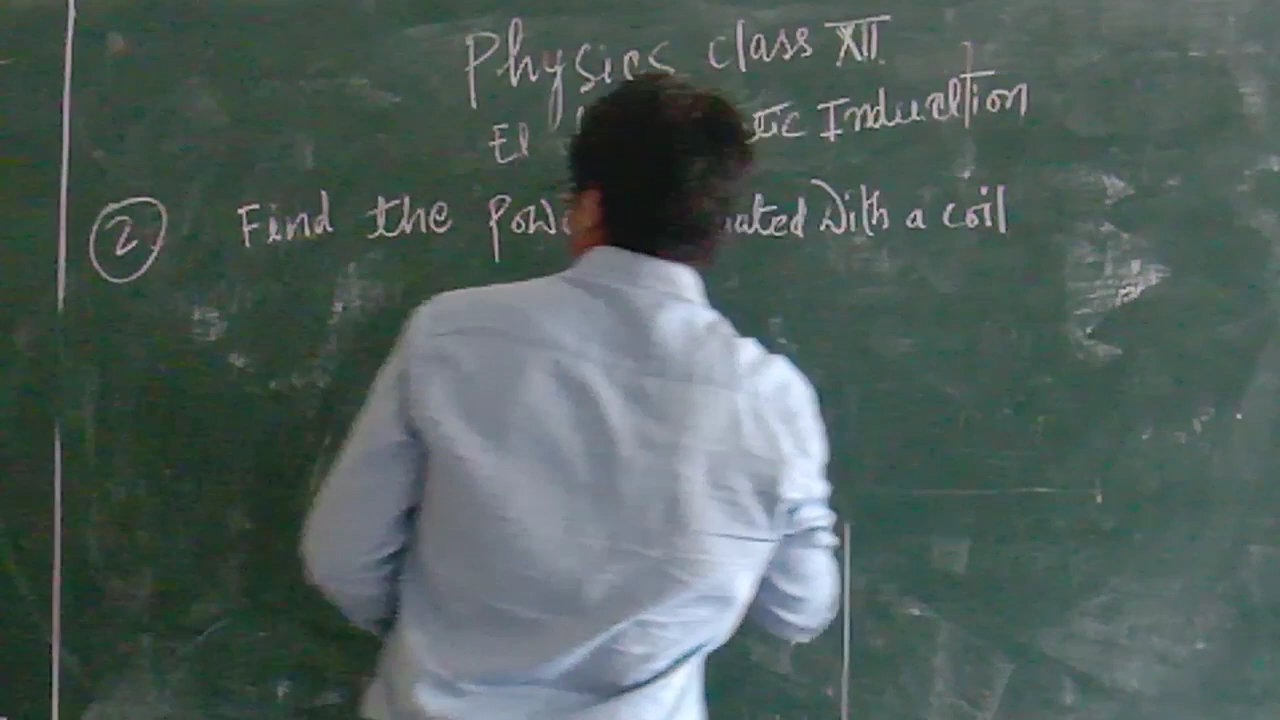 Physics class XII
El tic Induction
2 Find the Pow ated with a coil